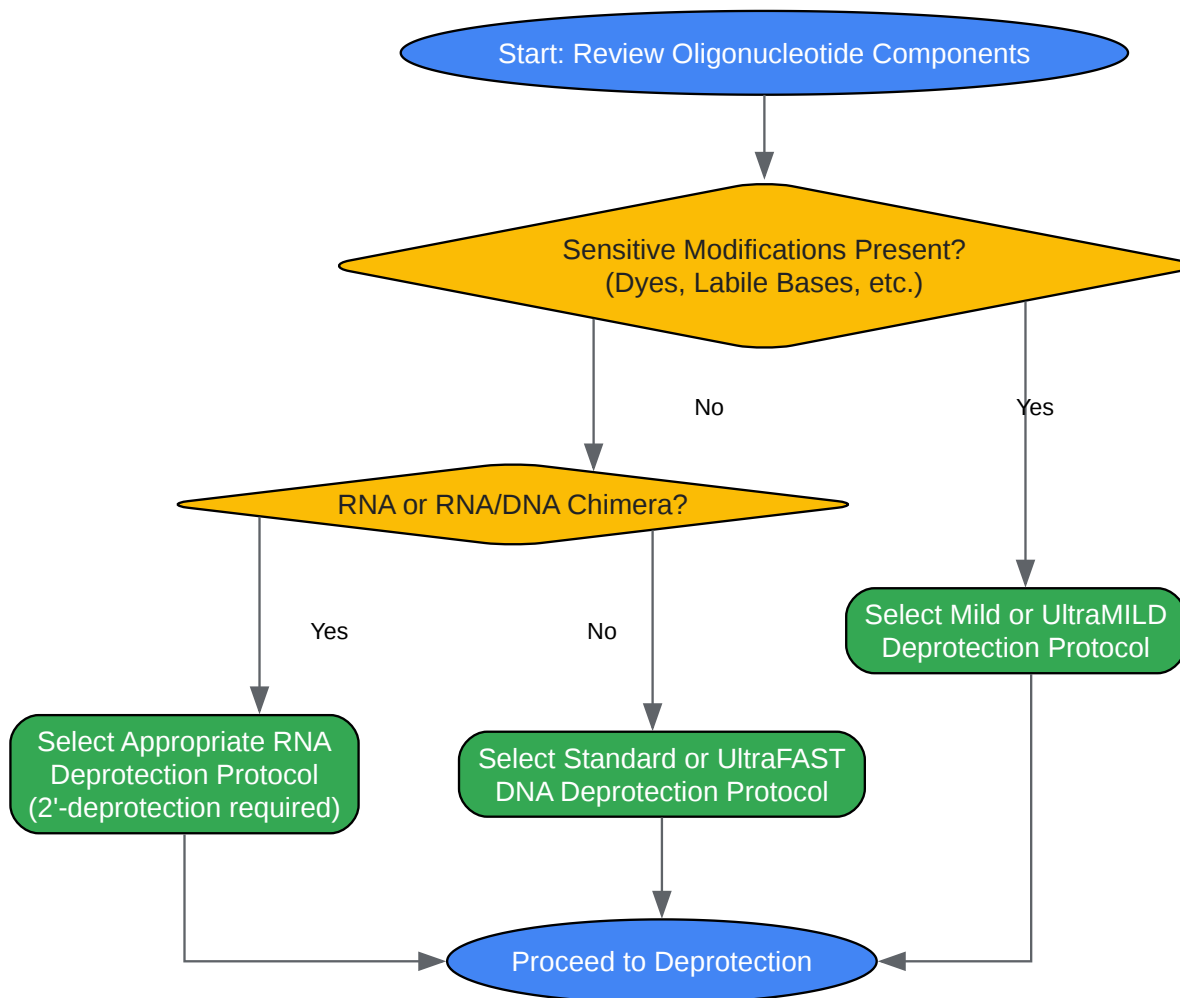 Start: Review Oligonucleotide Components
Sensitive Modifications Present?
(Dyes, Labile Bases, etc.)
No
Yes
RNA or RNA/DNA Chimera?
Select Mild or UltraMILD
Deprotection Protocol
Yes
No
Select Appropriate RNA
Deprotection Protocol
(2'-deprotection required)
Select Standard or UltraFAST
DNA Deprotection Protocol
Proceed to Deprotection